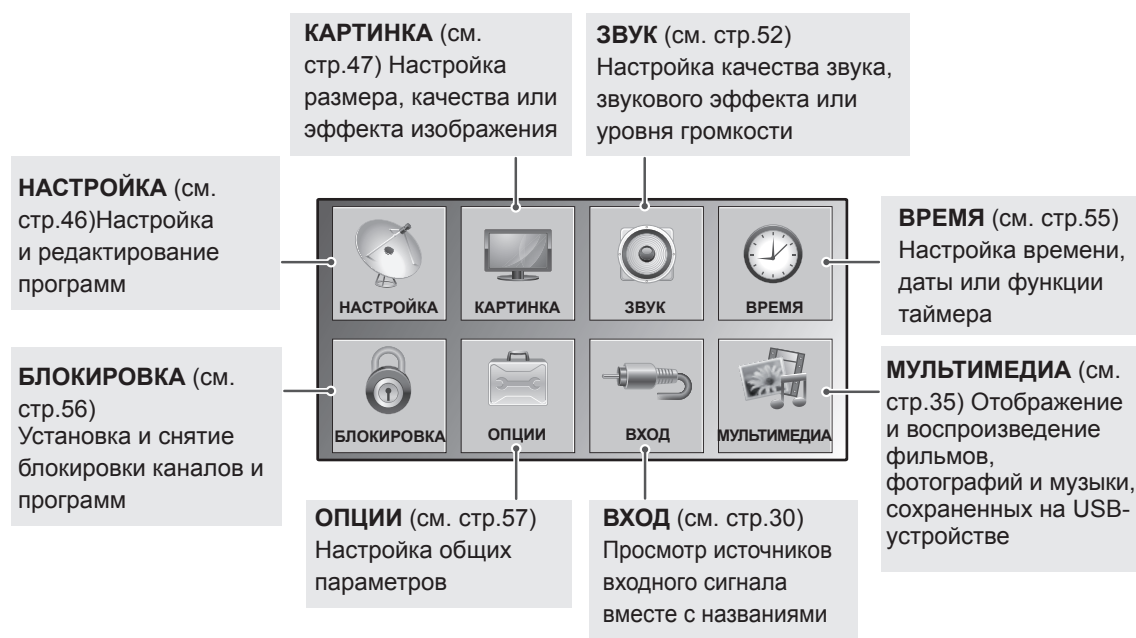 КАРТИНКА (см.
стр.47) Настройка
размера, качества или
эффекта изображения
ЗВУК (см. стр.52)
Настройка качества звука,
звукового эффекта или
уровня громкости
НАСТРОЙКА (см.
стр.46)Настройка
и редактирование
программ
ВРЕМЯ (см. стр.55)
Настройка времени,
даты или функции
таймера
НАСТРОЙКА
КАРТИНКА
ЗВУК
ВРЕМЯ
БЛОКИРОВКА
ОПЦИИ
ВХОД
МУЛЬТИМЕДИА
БЛОКИРОВКА (см.
стр.56)
Установка и снятие
блокировки каналов и
программ
МУЛЬТИМЕДИА (см.
стр.35) Отображение
и воспроизведение
фильмов,
фотографий и музыки,
сохраненных на USB-
устройстве
ОПЦИИ (см. стр.57)
Настройка общих
параметров
ВХОД (см. стр.30)
Просмотр источников
входного сигнала
вместе с названиями